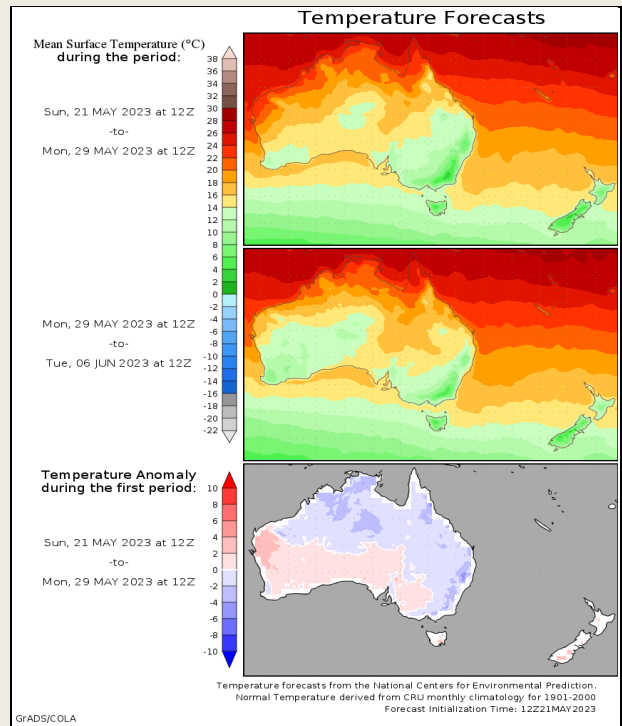 Temperature Forecasts
Mean Surface Temperature (°C)
during the period:
38
36
34
32
30
28
26
24
22
20
18
16
14
12
10
8
6
4
2
0
-2
-4
-6
-8
-10
-12
-14
-16
-18
-20
-22
Sun, 21 MAY 2023 at 12Z
-to-
Mon, 29 MAY 2023 at 12Z
Mon, 29 MAY 2023 at 12Z
-to-
Tue, 06 JUN 2023 at 12Z
Temperature Anomaly
during the first period:
10
8
6
4
2
0
-2
-4
-6
-8
-10
Sun, 21 MAY 2023 at 12Z
-to-
Mon, 29 MAY 2023 at 12Z
Temperature forecasts from the National Centers for Environmental Prediction.
Normal Temperature derived from CRU monthly climatology for 1901-2000
Forecast Initialization Time: 12Z21MAY2023
GrADS/COLA